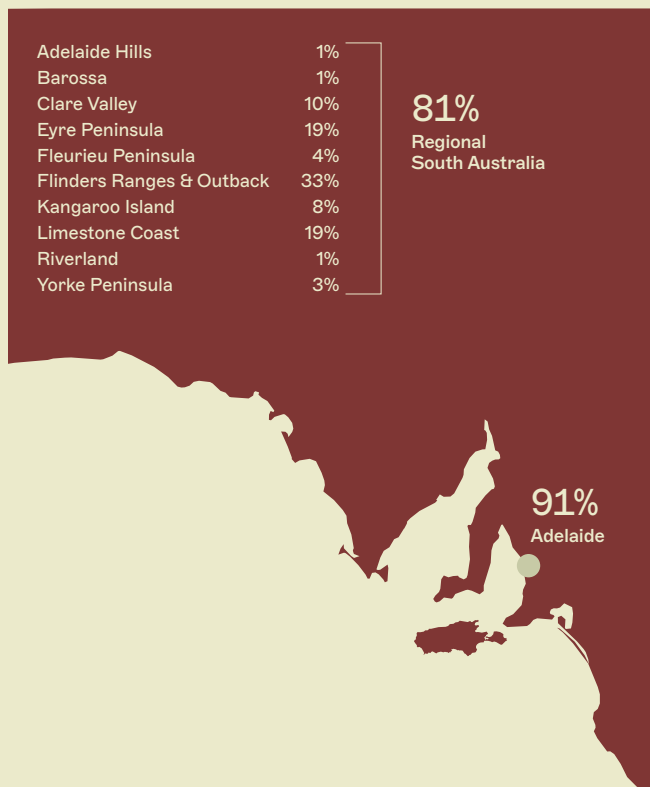 Adelaide Hills 1%
Barossa 1%
Clare Valley 10%
Eyre Peninsula 19%
Fleurieu Peninsula 4%
Flinders Ranges & Outback 33%
Kangaroo Island 8%
Limestone Coast 19%
Riverland 1%
Yorke Peninsula 3%
81%
Regional
South Australia
91%
Adelaide